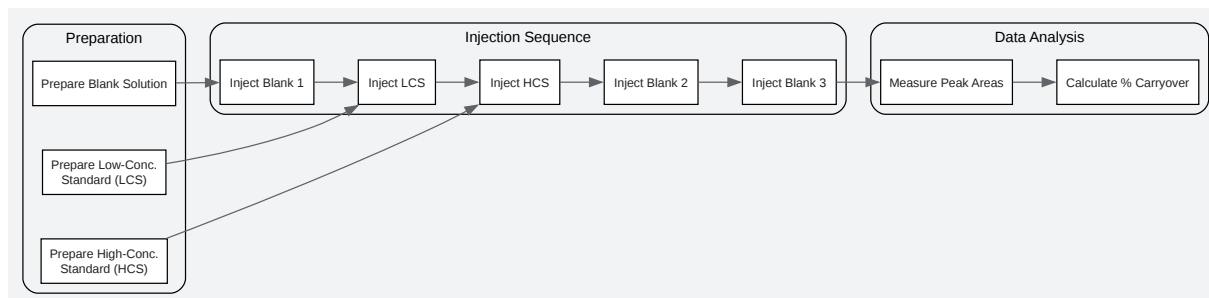 Preparation
Prepare Blank Solution
Prepare Low-Conc.
Standard (LCS)
Prepare High-Conc.
Standard (HCS)
Injection Sequence
Inject Blank 1
Inject LCS
Inject HCS
Inject Blank 2
Inject Blank 3
Data Analysis
Measure Peak Areas
Calculate % Carryover